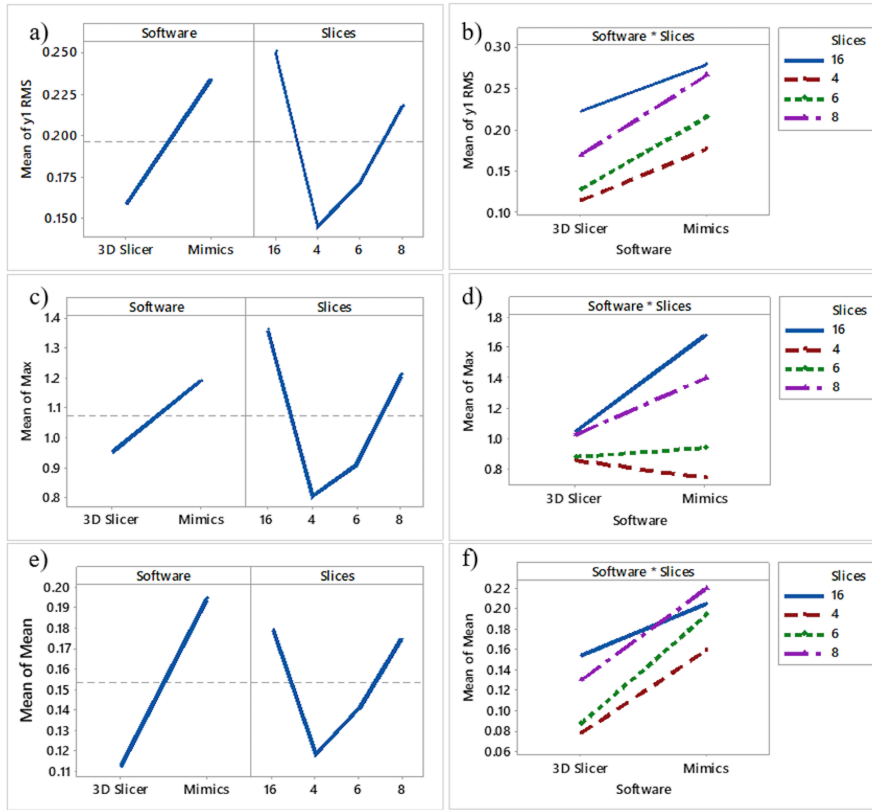 a)
Software
Slices
Mean of y1 RMS
0.250
0.225
0.200
0.175
0.150
3D Slicer
Mimics
16
4
6
8
b)
Software * Slices
Mean of y1 RMS
0.30
0.25
0.20
0.15
0.10
3D Slicer
Mimics
Software
Slices
16
4
6
8
c)
Software
Slices
Mean of Max
1.4
1.3
1.2
1.1
1.0
0.9
0.8
3D Slicer
Mimics
16
4
6
8
d)
Software * Slices
Mean of Max
1.8
1.6
1.4
1.2
1.0
0.8
3D Slicer
Mimics
Software
Slices
16
4
6
8
e)
Software
Slices
Mean of Mean
0.20
0.19
0.18
0.17
0.16
0.15
0.14
0.13
0.12
0.11
3D Slicer
Mimics
16
4
6
8
f)
Software * Slices
Mean of Mean
0.22
0.20
0.18
0.16
0.14
0.12
0.10
0.08
0.06
3D Slicer
Mimics
Software
Slices
16
4
6
8